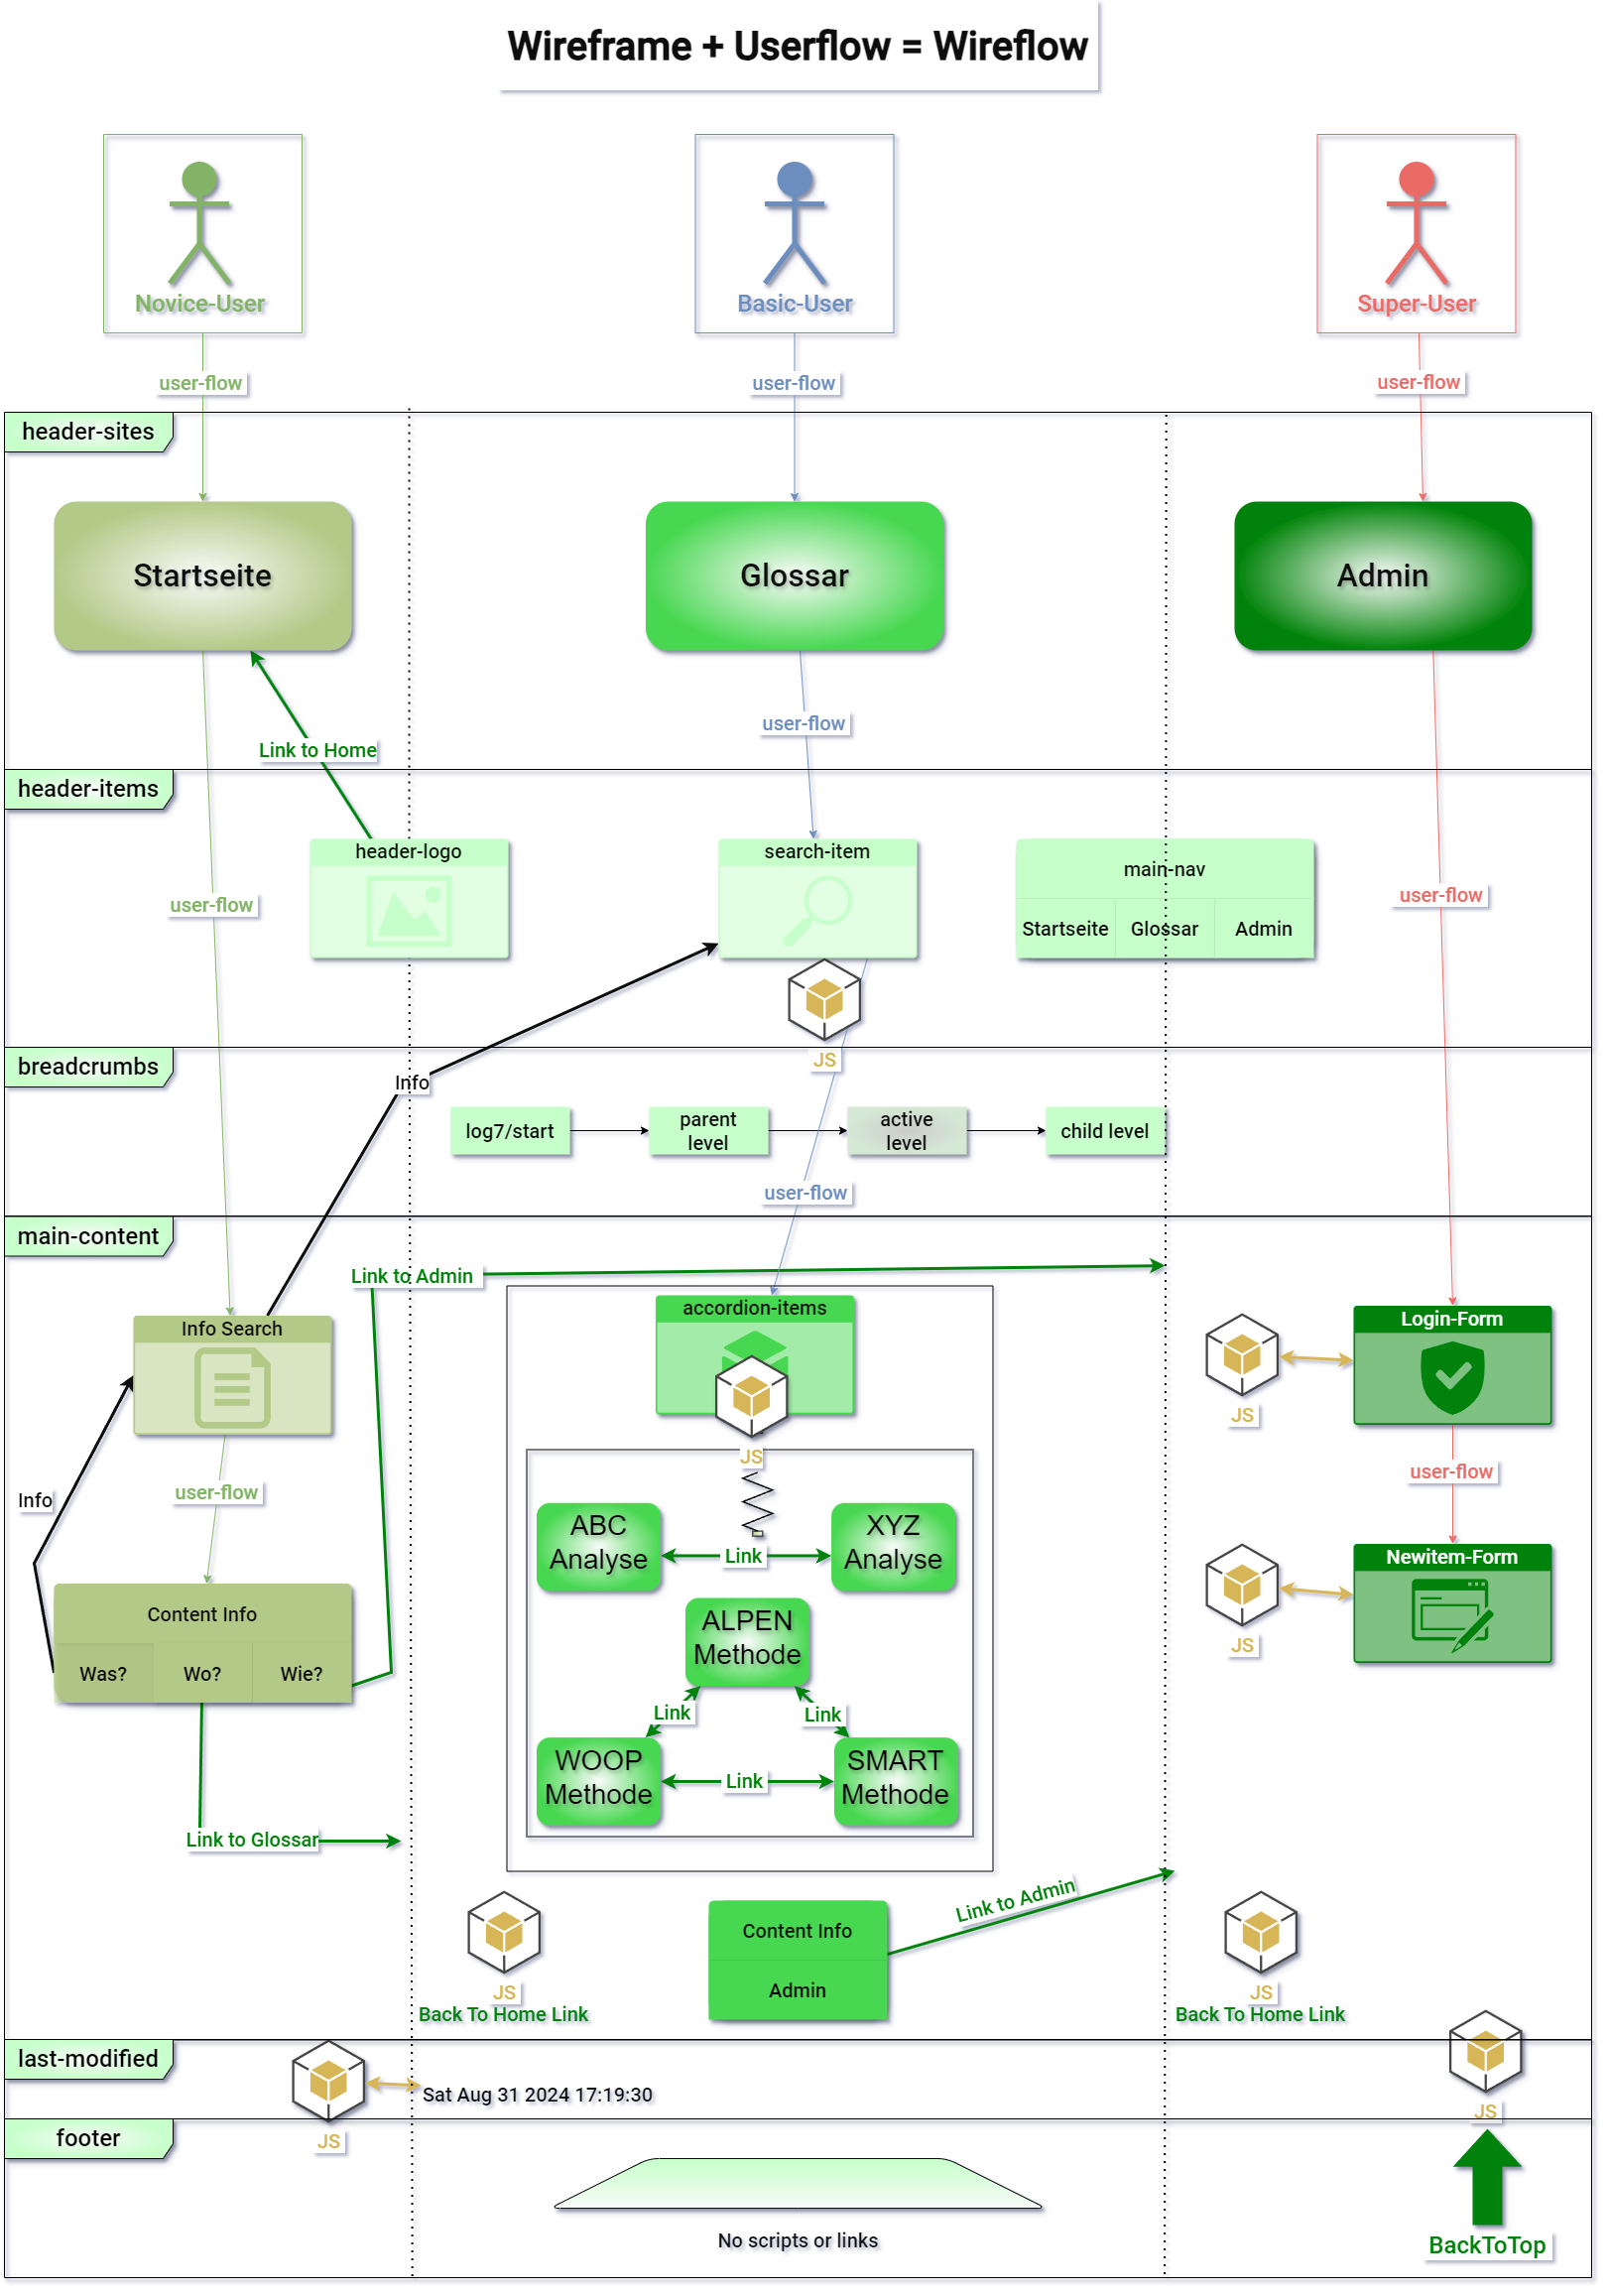 Wireframe + Userflow = Wireflow
Novice-User
Basic-User
Super-User
user-flow
user-flow
user-flow
header-sites
Startseite
Glossar
Admin
user-flow
Link to Home
header-items
header-logo
search-item
main-nav
Startseite
Glossar
Admin
user-flow
user-flow
JS
breadcrumbs
Info
log7/start
parent
level
active
level
child level
user-flow
main-content
Link to Admin
accordion-items
Info Search
Login-Form
JS
JS
user-flow
user-flow
Info
ABC
Analyse
Link
XYZ
Analyse
Newitem-Form
JS
Content Info
Was?
Wo?
Wie?
ALPEN
Methode
Link
Link
WOOP
Methode
Link
SMART
Methode
Link to Glossar
Link to Admin
Content Info
Admin
JS
Back To Home Link
JS
Back To Home Link
last-modified
Sat Aug 31 2024 17:19:30
JS
JS
footer
No scripts or links
BackToTop